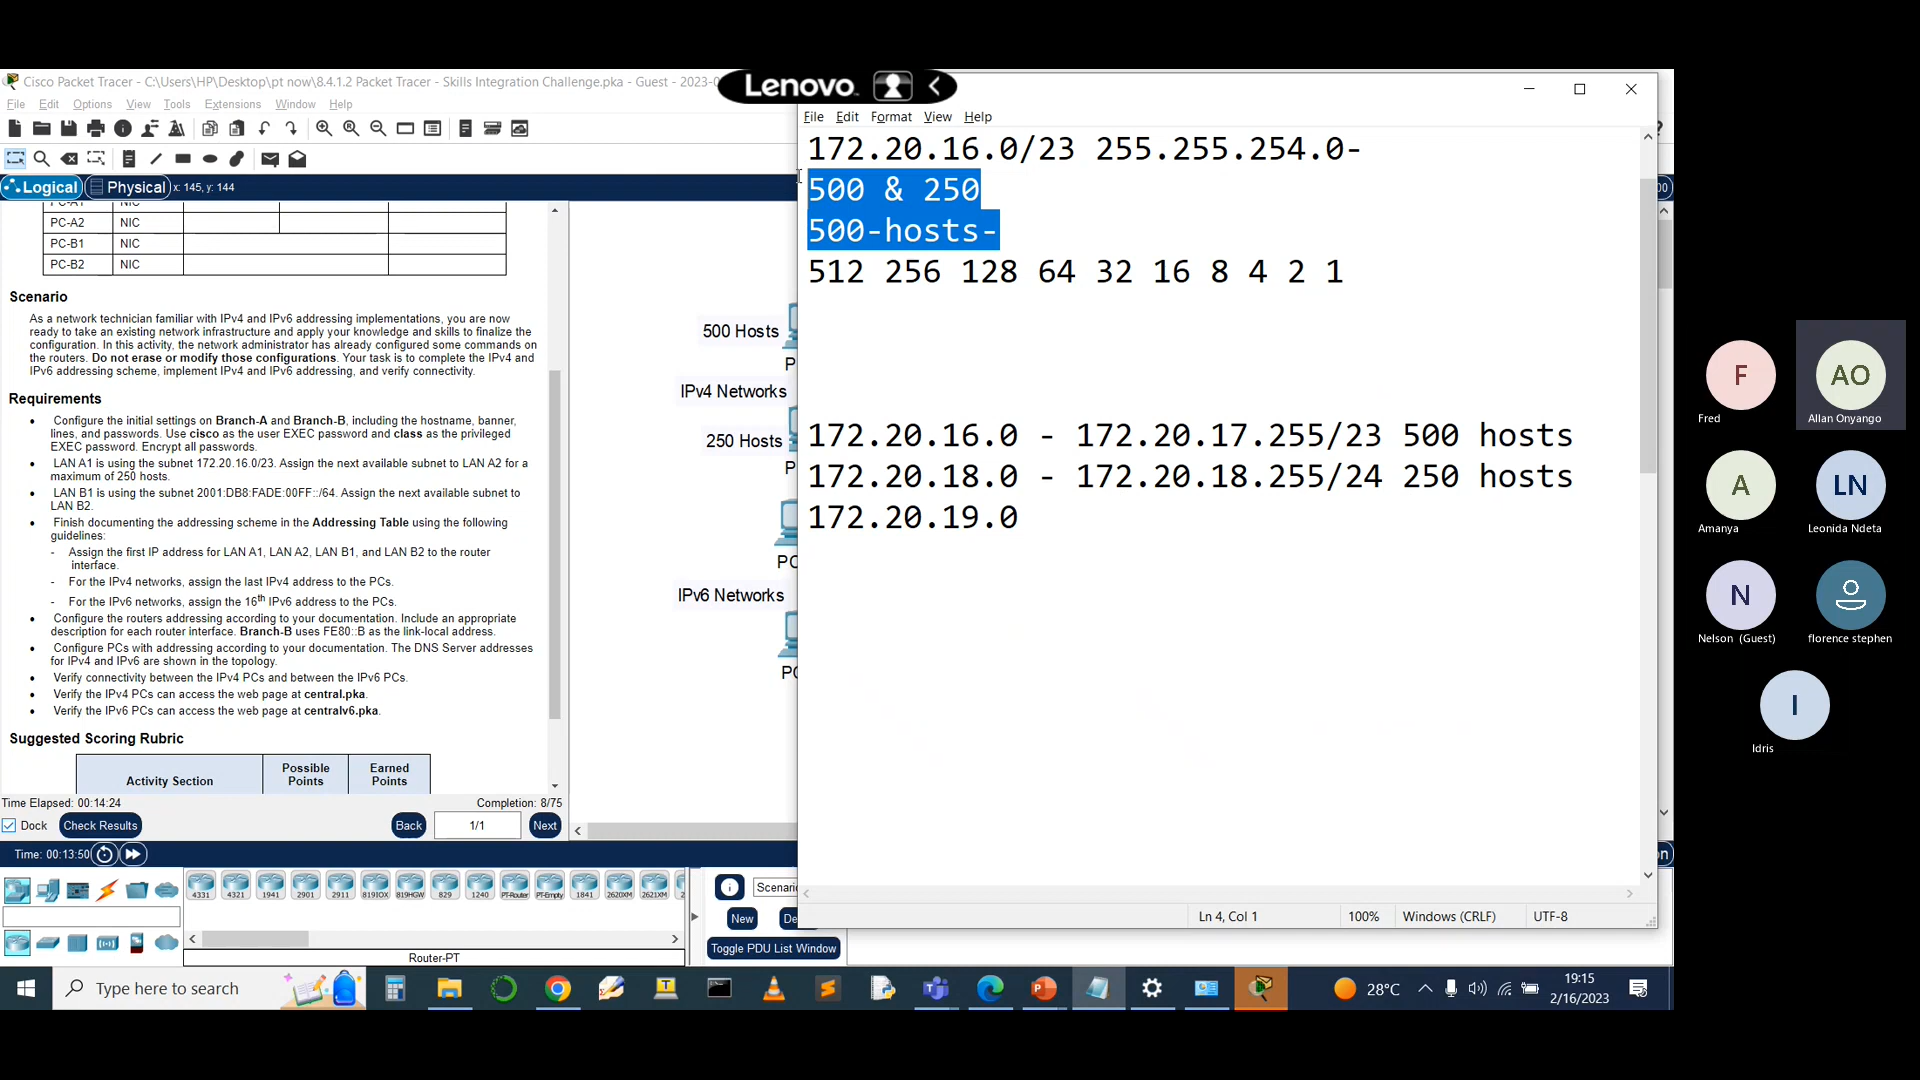 Cisco Packet Tracer - C:\Users\HP\Desktop\pt now\8.4.1.2 Packet Tracer - Skills Integration Challenge.pka - Guest - 2023-0
Lenovo
File Edit Options View Tools Extensions Window Help
Logical Physical x: 145, y: 144
PC-A2 NIC
PC-B1 NIC
PC-B2 NIC
Scenario
As a network technician familiar with IPv4 and IPv6 addressing implementations, you are now
ready to take an existing network infrastructure and apply your knowledge and skills to finalize the
configuration. In this activity, the network administrator has already configured some commands on
the routers. Do not erase or modify those configurations. Your task is to complete the IPv4 and
IPv6 addressing scheme, implement IPv4 and IPv6 addressing, and verify connectivity.
Requirements
Configure the initial settings on Branch-A and Branch-B, including the hostname, banner,
lines, and passwords. Use cisco as the user EXEC password and class as the privileged
EXEC password. Encrypt all passwords.
LAN A1 is using the subnet 172.20.16.0/23. Assign the next available subnet to LAN A2 for a
maximum of 250 hosts.
LAN B1 is using the subnet 2001:DB8:FADE:00FF::/64. Assign the next available subnet to
LAN B2.
Finish documenting the addressing scheme in the Addressing Table using the following
guidelines:
- Assign the first IP address for LAN A1, LAN A2, LAN B1, and LAN B2 to the router
interface.
- For the IPv4 networks, assign the last IPv4 address to the PCs.
- For the IPv6 networks, assign the 16th IPv6 address to the PCs.
Configure the routers addressing according to your documentation. Include an appropriate
description for each router interface. Branch-B uses FE80::B as the link-local address.
Configure PCs with addressing according to your documentation. The DNS Server addresses
for IPv4 and IPv6 are shown in the topology.
Verify connectivity between the IPv4 PCs and between the IPv6 PCs.
Verify the IPv4 PCs can access the web page at central.pka.
Verify the IPv6 PCs can access the web page at centralv6.pka.
Suggested Scoring Rubric
Activity Section Possible Points Earned Points
Time Elapsed: 00:14:24 Completion: 8/75
Dock Check Results Back 1/1 Next
Time: 00:13:50
4331 4321 1941 2901 2911 819IOX 819HGW 829 1240 PT-Router PT-Empty 1841 2620XM 2621XM
Router-PT
Scenario
New De
Toggle PDU List Window
500 Hosts
IPv4 Networks
250 Hosts
PC
IPv6 Networks
PC
File Edit Format View Help
172.20.16.0/23 255.255.254.0-
500 & 250
500-hosts-
512 256 128 64 32 16 8 4 2 1
172.20.16.0 - 172.20.17.255/23 500 hosts
172.20.18.0 - 172.20.18.255/24 250 hosts
172.20.19.0
Ln 4, Col 1 100% Windows (CRLF) UTF-8
Type here to search
28°C
19:15
2/16/2023
F
Fred
AO
Allan Onyango
A
Amanya
LN
Leonida Ndeta
N
Nelson (Guest)
florence stephen
I
Idris